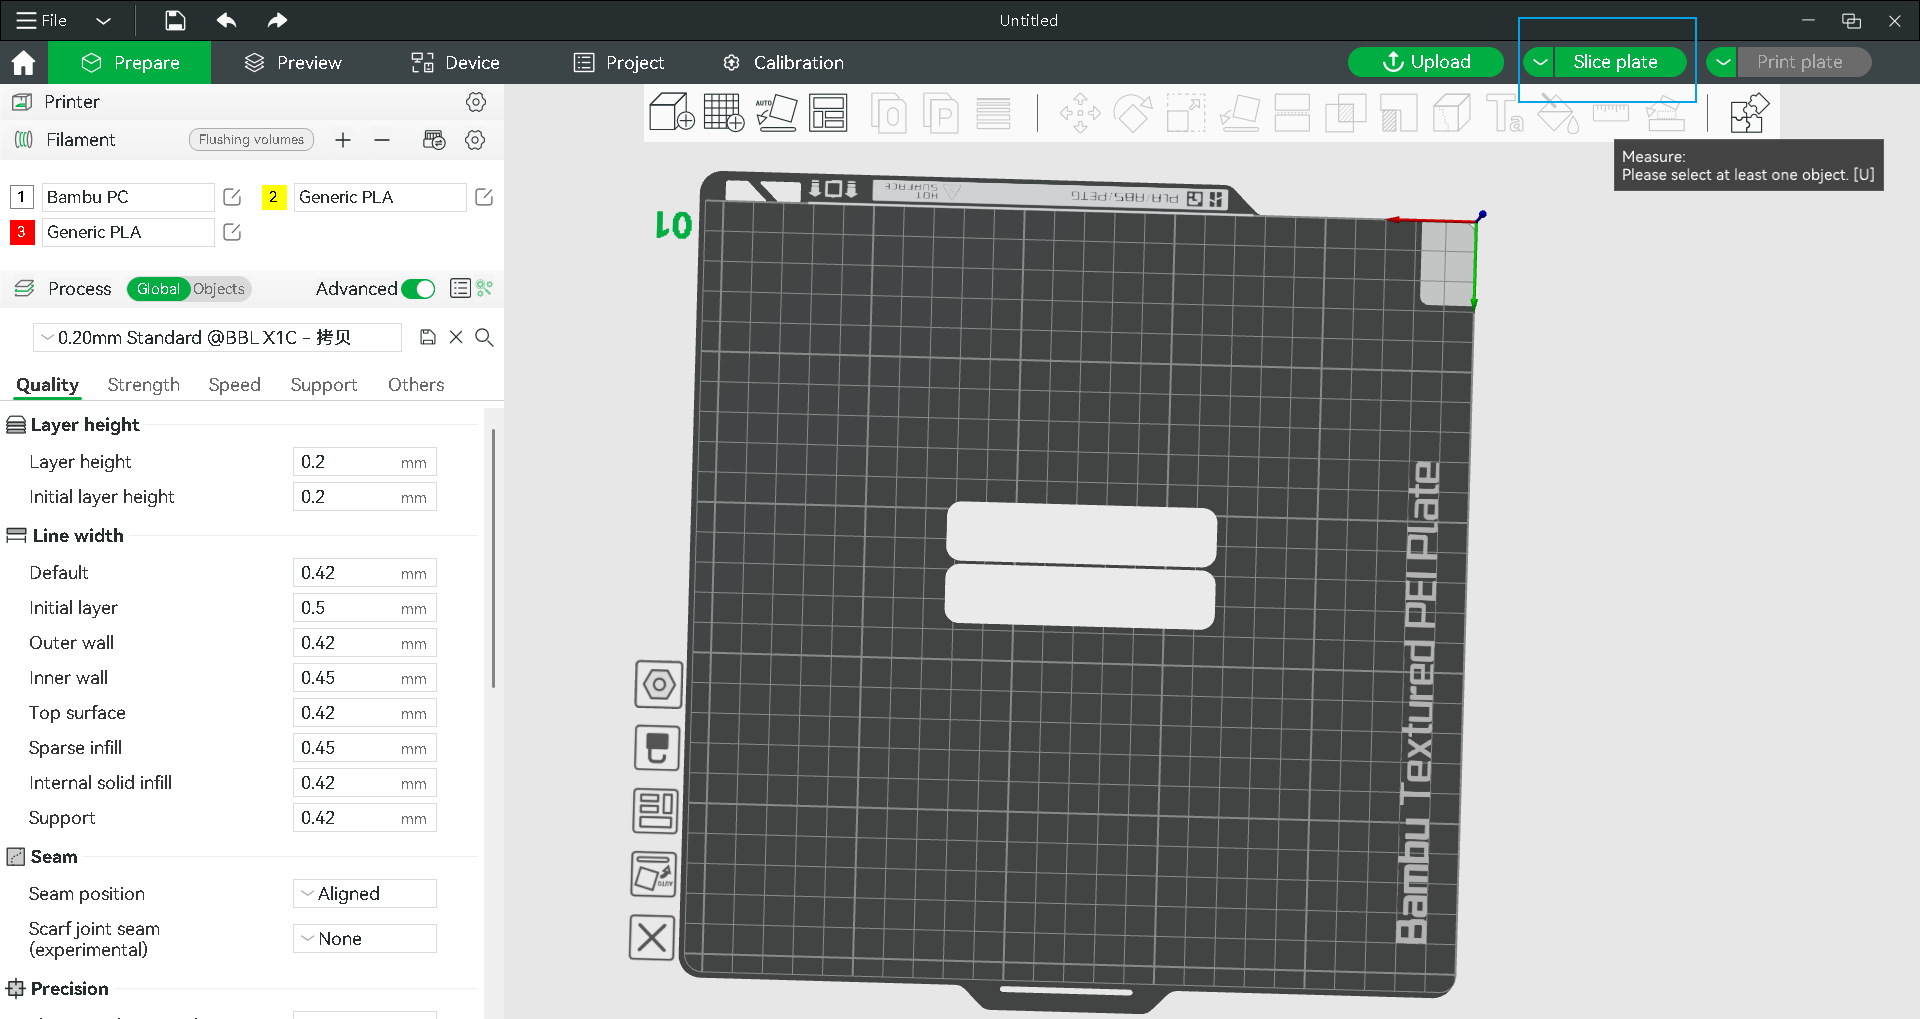 File
Untitled
Prepare
Preview
Device
Project
Calibration
Upload
Slice plate
Print plate
Printer
Filament
Flushing volumes
AUTO
Measure:
Please select at least one object. [U]
1 Bambu PC
2 Generic PLA
3 Generic PLA
HOT
SURFACE
PLA/ABS/PETG
01
Process
Global
Objects
Advanced
0.20mm Standard @BBL X1C - 拷贝
Quality
Strength
Speed
Support
Others
Layer height
Layer height 0.2 mm
Initial layer height 0.2 mm
Line width
Default 0.42 mm
Initial layer 0.5 mm
Outer wall 0.42 mm
Inner wall 0.45 mm
Top surface 0.42 mm
Sparse infill 0.45 mm
Internal solid infill 0.42 mm
Support 0.42 mm
Seam
Seam position Aligned
Scarf joint seam
(experimental) None
Precision
Bambu Textured PEI Plate
AUTO